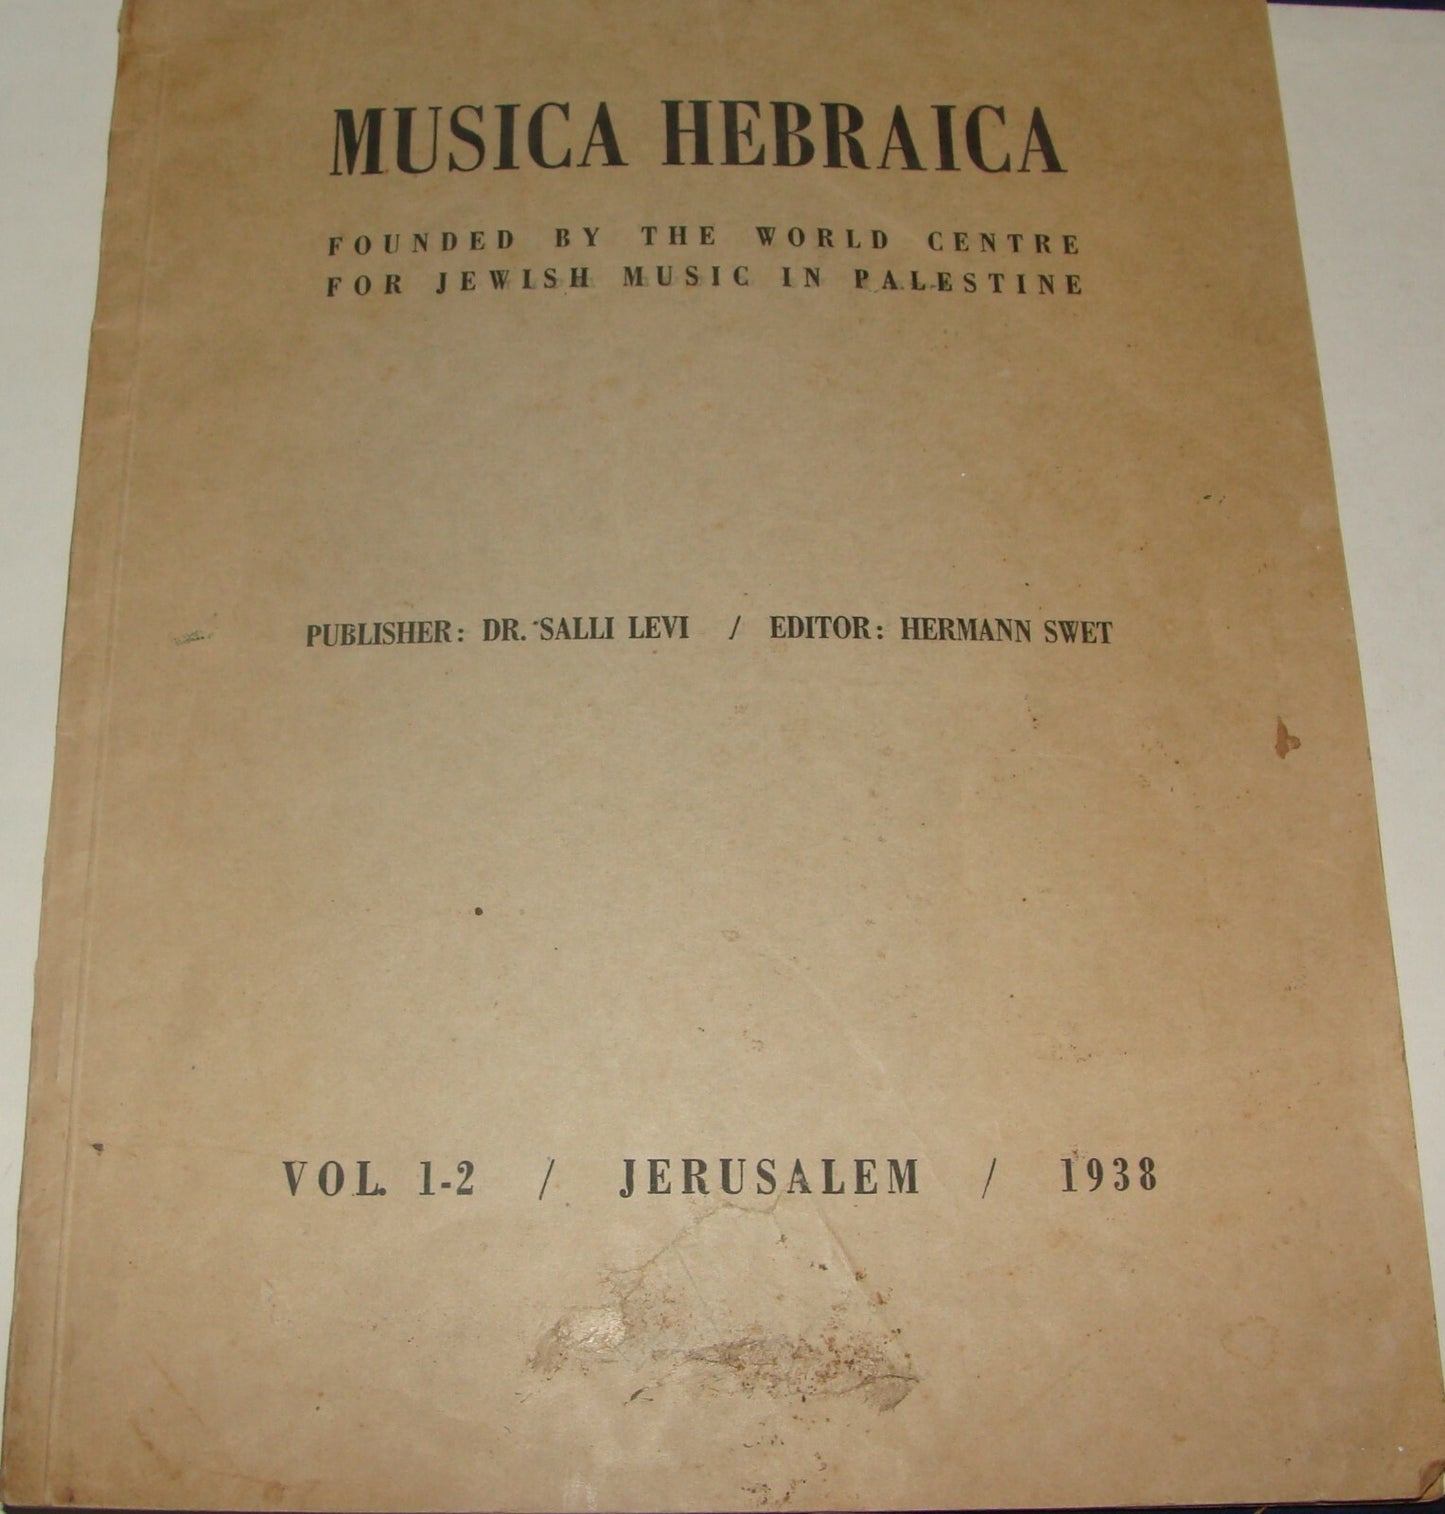 MUSICA HEBRAICA
FOUNDED BY THE WORLD CENTRE
FOR JEWISH MUSIC IN PALESTINE
PUBLISHER: DR. SALLI LEVI / EDITOR: HERMANN SWET
VOL. 1-2 / JERUSALEM / 1938